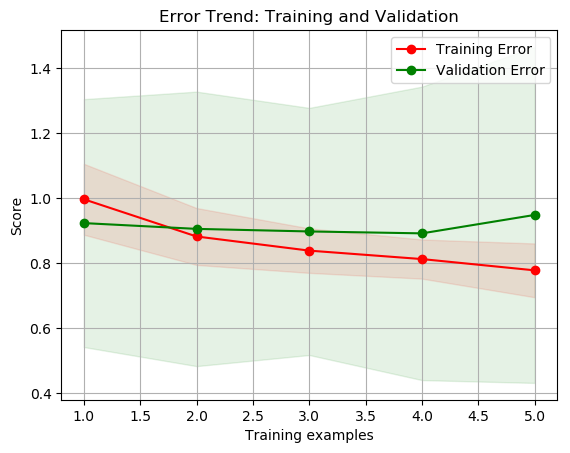 Error Trend: Training and Validation
Training Error
Validation Error
Score
1.4
1.2
1.0
0.8
0.6
0.4
1.0 1.5 2.0 2.5 3.0 3.5 4.0 4.5 5.0
Training examples